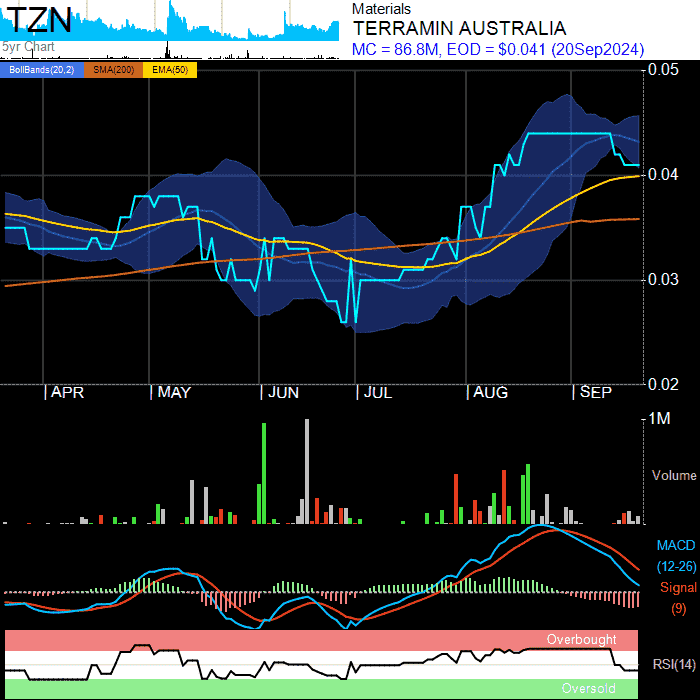 TZN
5yr Chart
Materials
TERRAMIN AUSTRALIA
MC = 86.8M, EOD = $0.041 (20Sep2024)
BollBands(20,2) SMA(200) EMA(50)
0.05
0.04
0.03
0.02
APR MAY JUN JUL AUG SEP
1M
Volume
MACD
(12-26)
Signal
(9)
Overbought
RSI(14)
Oversold